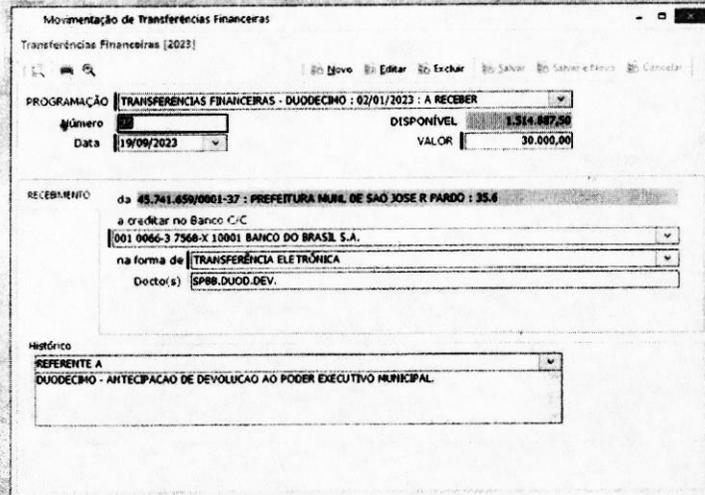 Movimentação de Transferências Financeiras
Transferências Financeiras [2023]
Novo Editar Excluir Salvar Salvar e Novo Cancelar
PROGRAMAÇÃO TRANSFERENCIAS FINANCEIRAS - DUODECIMO : 02/01/2023 : A RECEBER
Número DISPONÍVEL 1.514.887,50
Data 19/09/2023 VALOR 30.000,00
RECEBIMENTO da 45.741.659/0001-37 : PREFEITURA MUNI. DE SAO JOSE R PARDO : 35.6
a creditar no Banco C/C
001 0066-3 7568-X 10001 BANCO DO BRASIL S.A.
na forma de TRANSFERÊNCIA ELETRÔNICA
Docto(s) SPBB.DUOD.DEV.
Histórico
REFERENTE A
DUODECIMO - ANTECIPACAO DE DEVOLUCAO AO PODER EXECUTIVO MUNICIPAL.